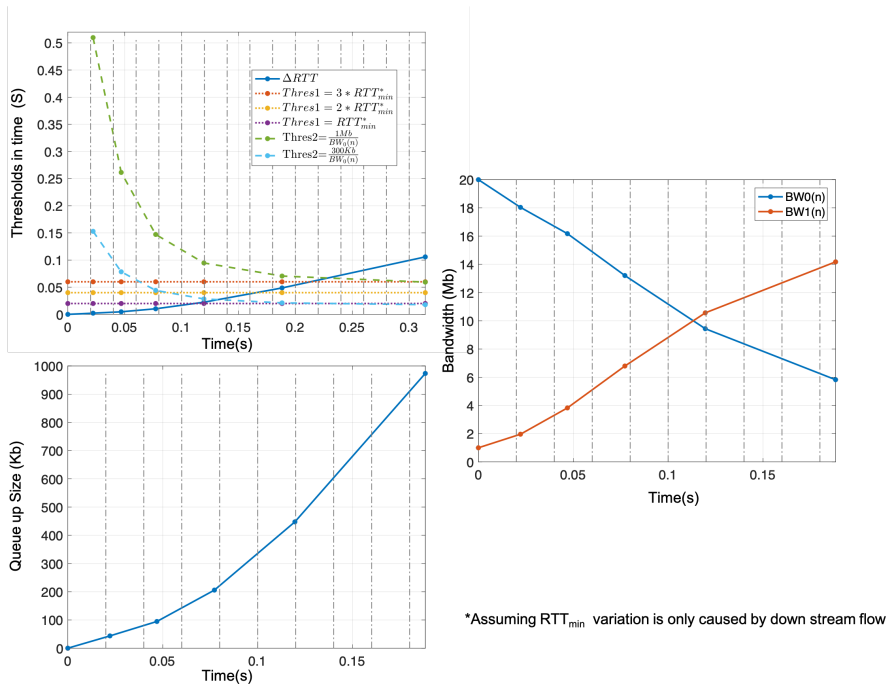 0.5
0.45
0.4
0.35
0.3
0.25
0.2
0.15
0.1
0.05
0
Thresholds in time (S)
ΔRTT
Thres1 = 3 * RTT*min
Thres1 = 2 * RTT*min
Thres1 = RTT*min
Thres2=1Mb/BW0(n)
Thres2=300Kb/BW0(n)
0 0.05 0.1 0.15 0.2 0.25 0.3
Time(s)
20
18
16
14
12
10
8
6
4
2
0
Bandwidth (Mb)
BW0(n)
BW1(n)
0 0.05 0.1 0.15
Time(s)
1000
900
800
700
600
500
400
300
200
100
0
Queue up Size (Kb)
0 0.05 0.1 0.15
Time(s)
*Assuming RTTmin variation is only caused by down stream flow